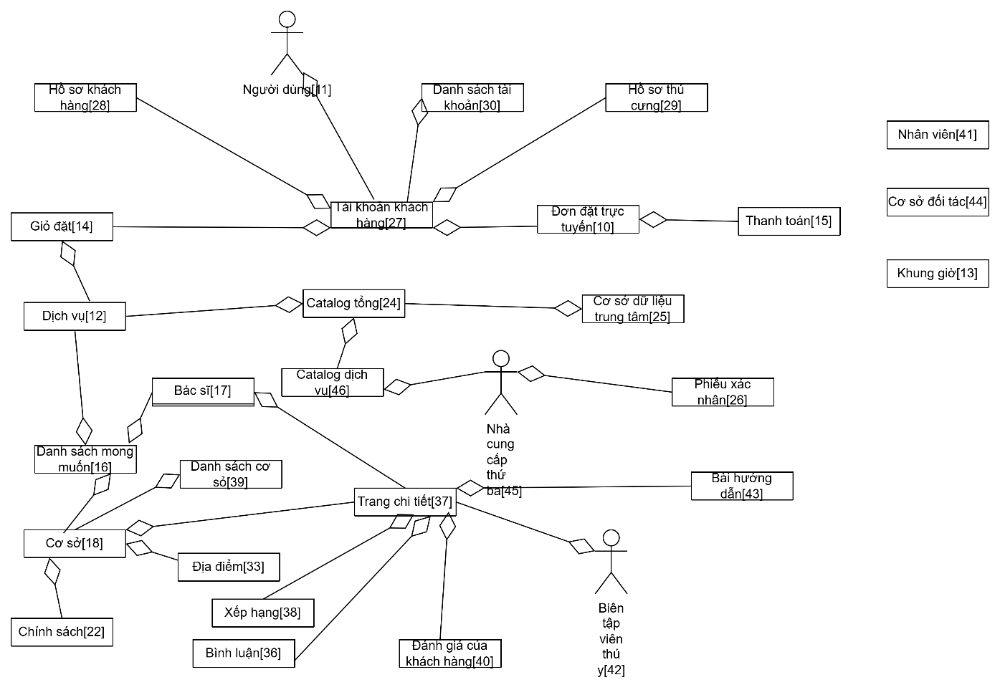 Người dùng[11]
Hồ sơ khách
hàng[28]
Danh sách tài
khoản[30]
Hồ sơ thú
cưng[29]
Nhân viên[41]
Cơ sở đối tác[44]
Tài khoản khách
hàng[27]
Giỏ đặt[14]
Đơn đặt trực
tuyến[10]
Thanh toán[15]
Khung giờ[13]
Dịch vụ[12]
Catalog tổng[24]
Cơ sớ dữ liệu
trung tâm[25]
Catalog dịch
vụ[46]
Bác sĩ[17]
Phiếu xác
nhân[26]
Nhà
cung
cấp
thứ
ba[45]
Danh sách mong
muốn[16]
Danh sách cơ
sỏ[39]
Trang chi tiết[37]
Bài hướng
dẫn[43]
Cơ sở[18]
Địa điểm[33]
Xếp hạng[38]
Biên
tập
viên
thú
y[42]
Chính sách[22]
Bình luận[36]
Đánh giá của
khách hàng[40]